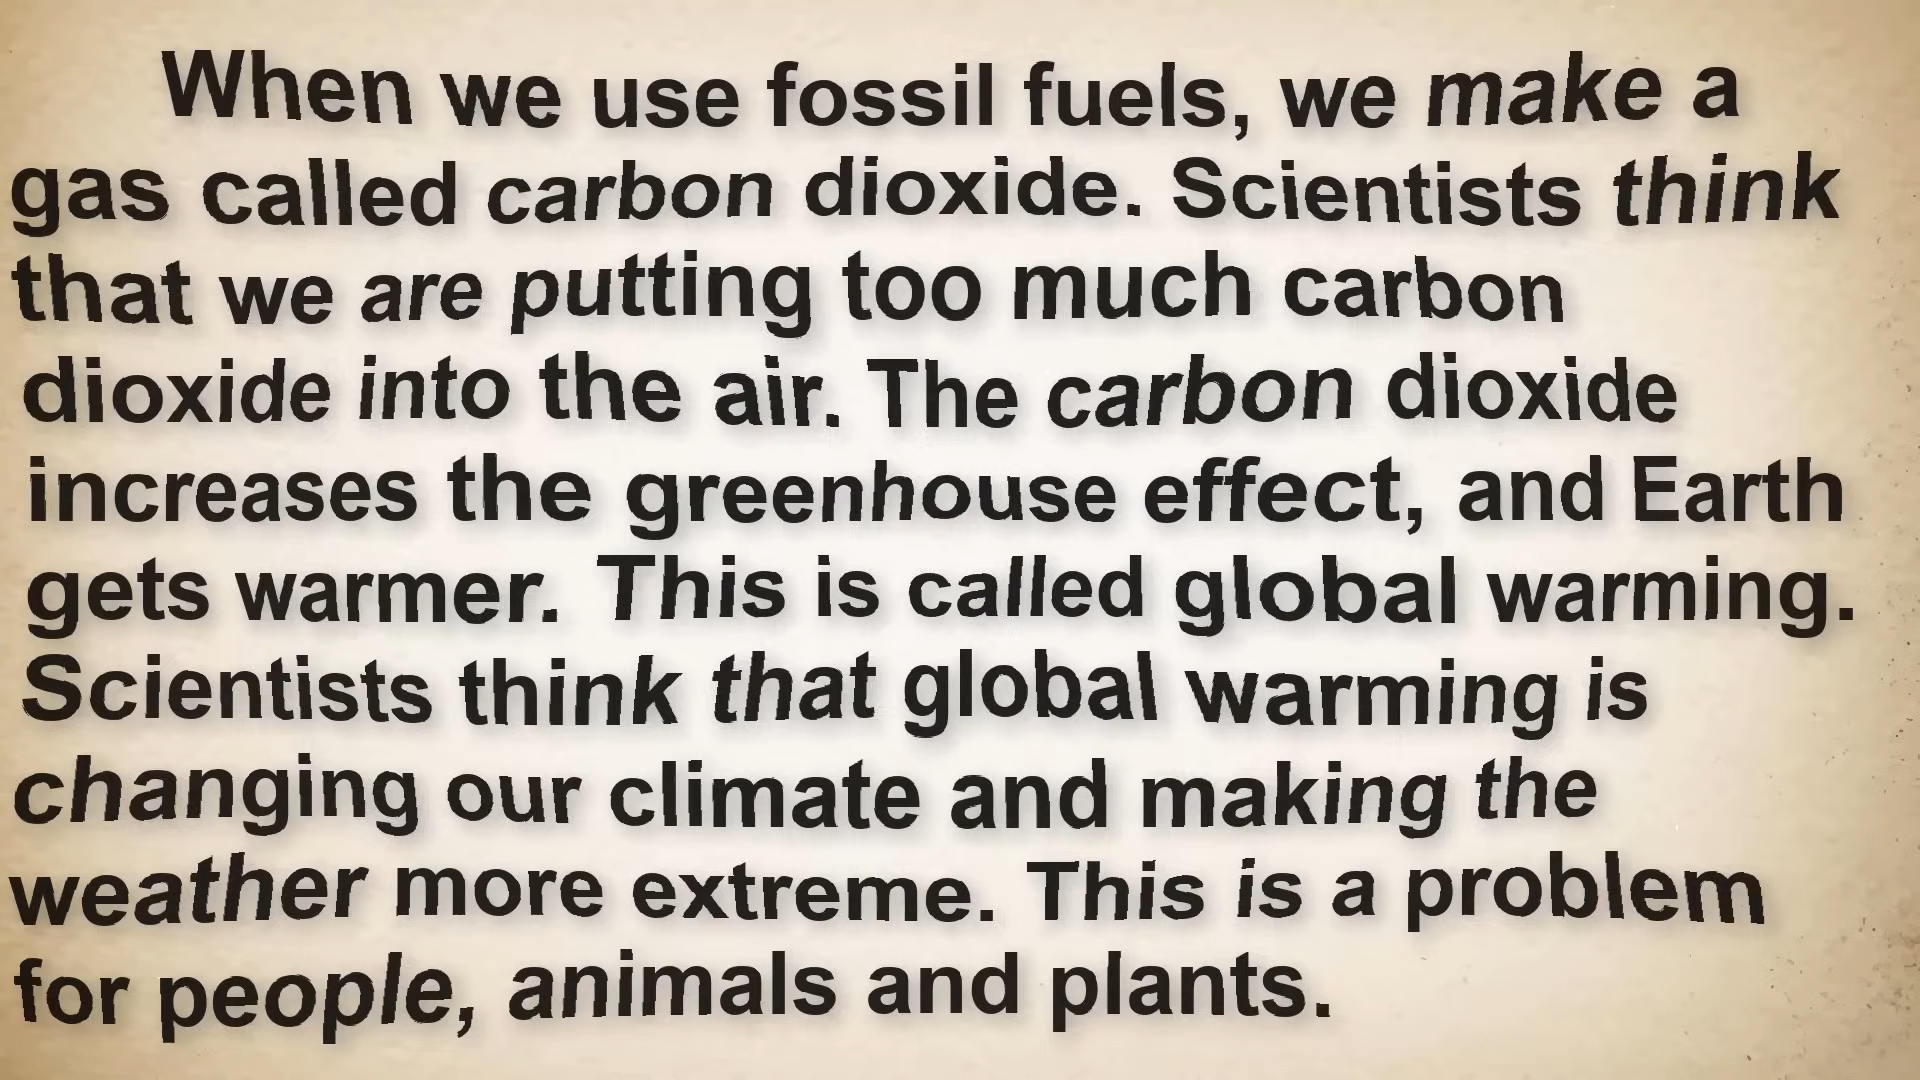 When we use fossil fuels, we make a
gas called carbon dioxide. Scientists think
that we are putting too much carbon
dioxide into the air. The carbon dioxide
increases the greenhouse effect, and Earth
gets warmer. This is called global warming.
Scientists think that global warming is
changing our climate and making the
weather more extreme. This is a problem
for people, animals and plants.